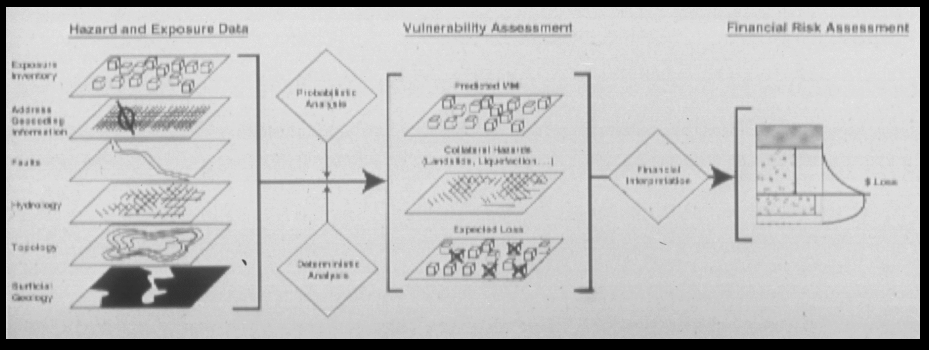 Hazard and Exposure Data
Vulnerability Assessment
Financial Risk Assessment
Exposure
Inventory
Address
Geocoding
Information
Faults
Hydrology
Topology
Surficial
Geology
Probabilistic
Analysis
Deterministic
Analysis
Predicted MMI
Collateral Hazards
(Landslide, Liquefaction...)
Expected Loss
Financial
Interpretation
$ Loss